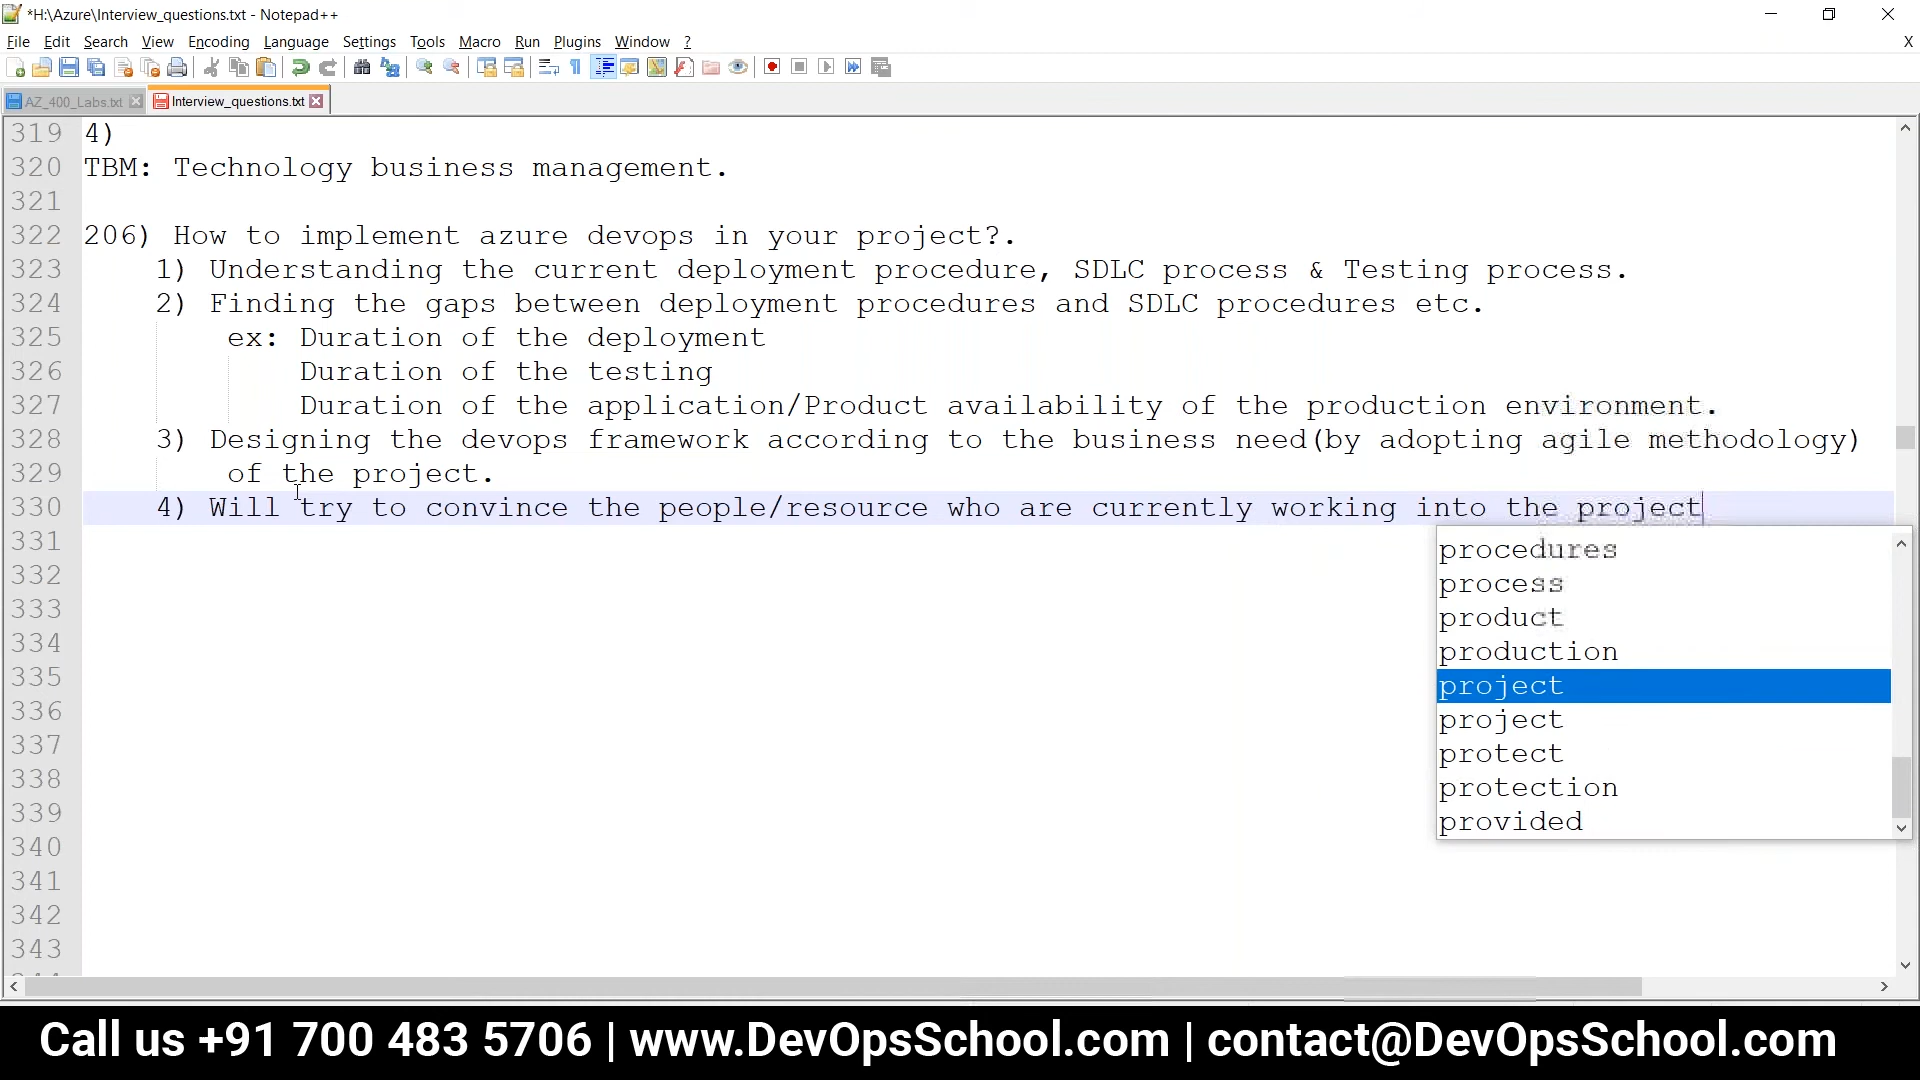 *H:\Azure\Interview_questions.txt - Notepad++
File Edit Search View Encoding Language Settings Tools Macro Run Plugins Window ?
X
AZ_400_Labs.txt Interview_questions.txt
319 4)
320 TBM: Technology business management.
321
322 206) How to implement azure devops in your project?.
323 1) Understanding the current deployment procedure, SDLC process & Testing process.
324 2) Finding the gaps between deployment procedures and SDLC procedures etc.
325 ex: Duration of the deployment
326 Duration of the testing
327 Duration of the application/Product availability of the production environment.
328 3) Designing the devops framework according to the business need(by adopting agile methodology)
329 of the project.
330 4) Will try to convince the people/resource who are currently working into the project
331
procedures
332
process
333
product
334
production
335
project
336
project
337
protect
338
protection
339
provided
340
341
342
343
Call us +91 700 483 5706 | www.DevOpsSchool.com | contact@DevOpsSchool.com